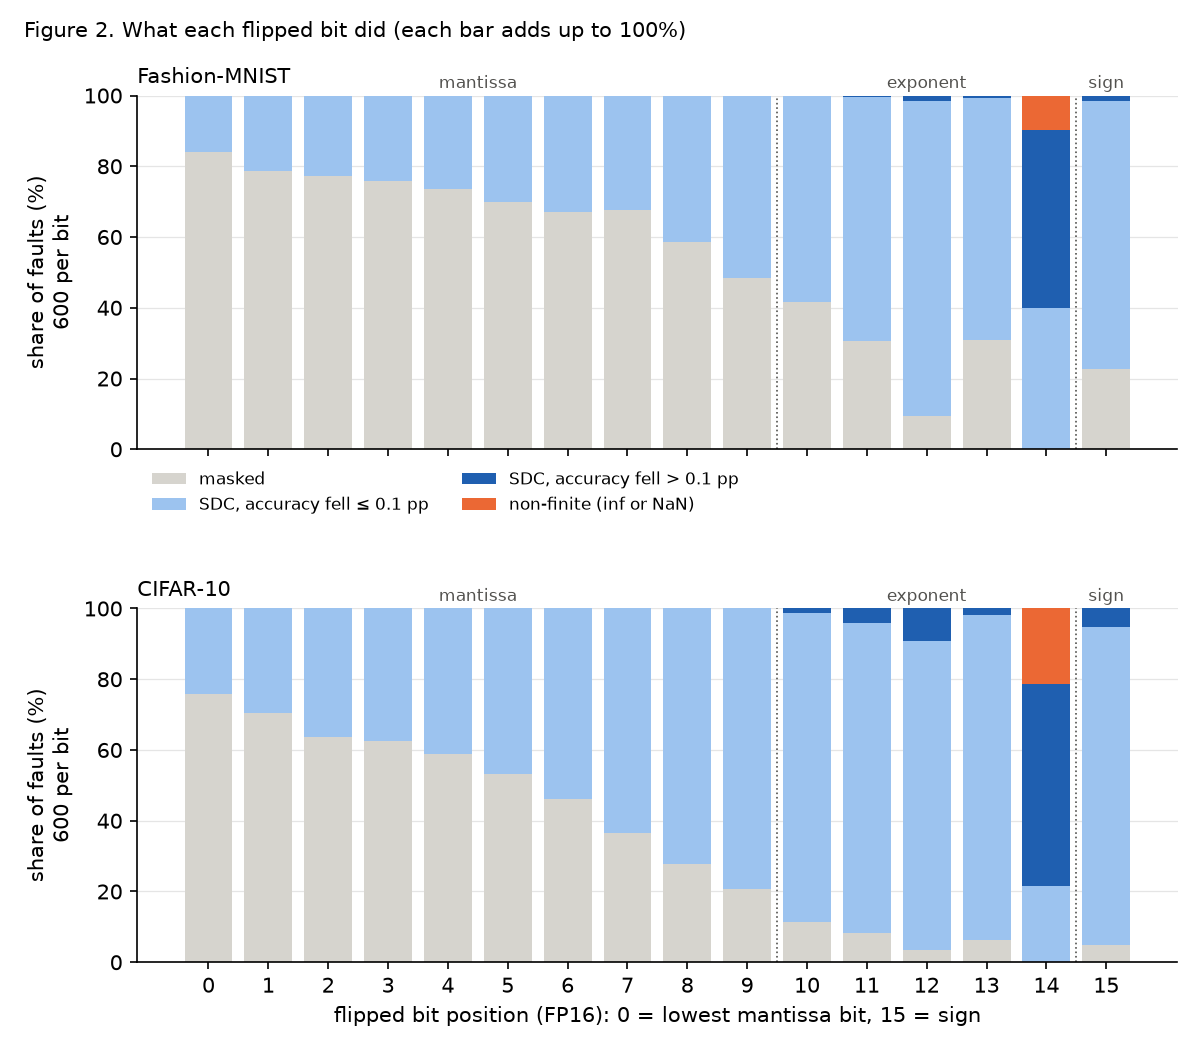 Figure 2. What each flipped bit did (each bar adds up to 100%)
Fashion-MNIST
mantissa
exponent
sign
share of faults (%)
600 per bit
100
80
60
40
20
0
masked
SDC, accuracy fell ≤ 0.1 pp
SDC, accuracy fell > 0.1 pp
non-finite (inf or NaN)
CIFAR-10
mantissa
exponent
sign
share of faults (%)
600 per bit
100
80
60
40
20
0
0 1 2 3 4 5 6 7 8 9 10 11 12 13 14 15
flipped bit position (FP16): 0 = lowest mantissa bit, 15 = sign